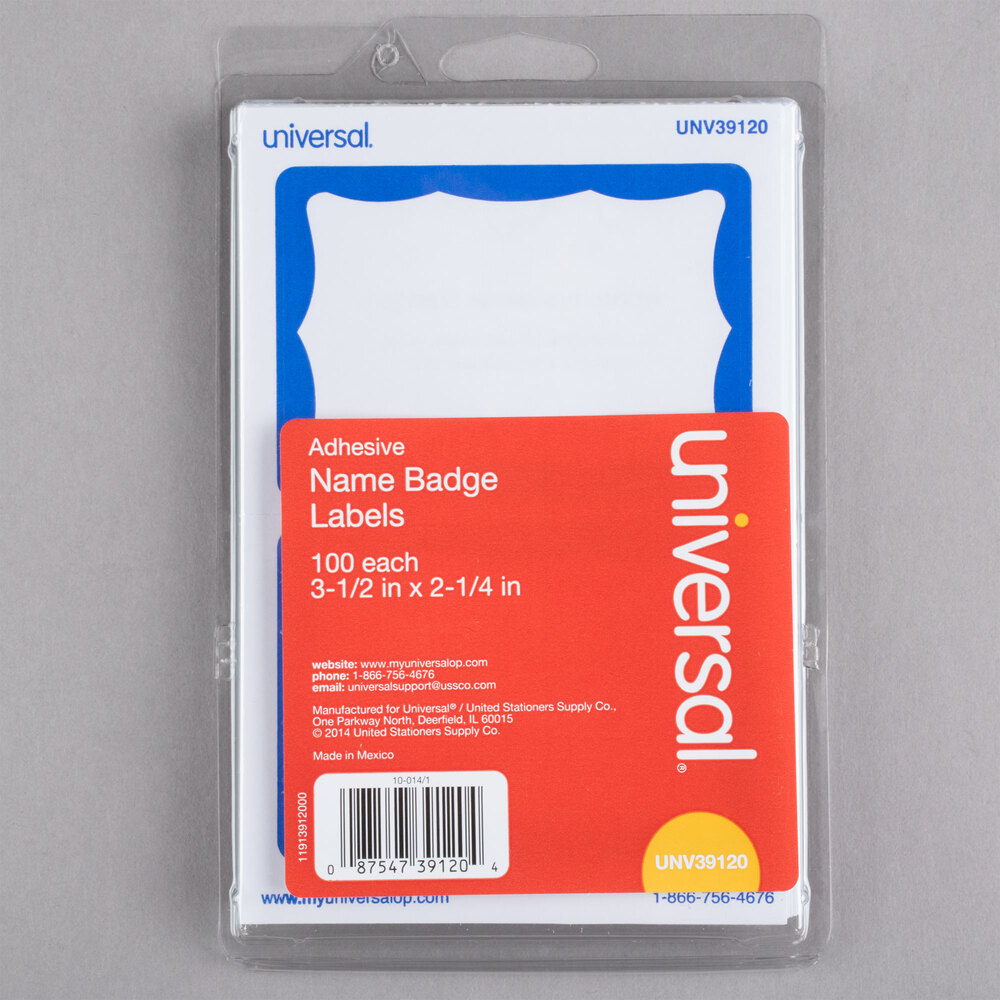 universal.
UNV39120
Adhesive
Name Badge
Labels
100 each
3-1/2 in x 2-1/4 in
universal®
website: www.myuniversalop.com
phone: 1-866-756-4676
email: universalsupport@ussco.com
Manufactured for Universal® / United Stationers Supply Co.,
One Parkway North, Deerfield, IL 60015
© 2014 United Stationers Supply Co.
Made in Mexico
11913912000
10-014/1
0 87547 39120 4
UNV39120
www.myuniversalop.com
1-866-756-4676